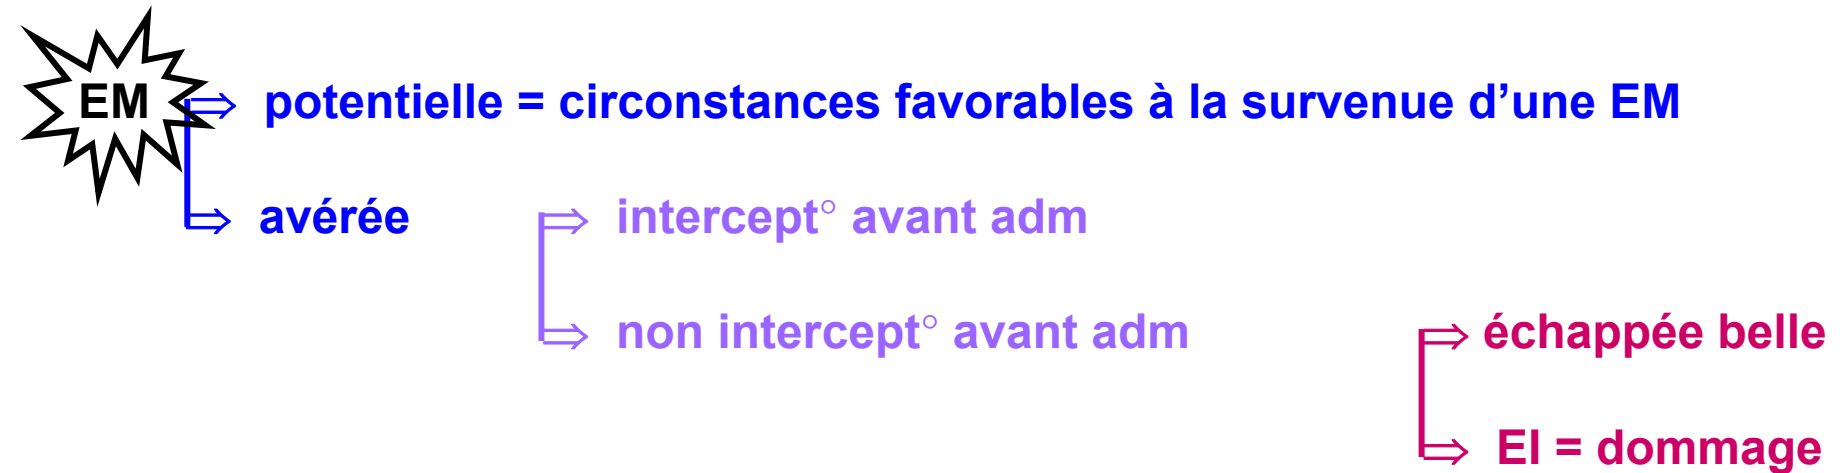 EM ⇒ potentielle = circonstances favorables à la survenue d’une EM
⇒ avérée ⇒ intercept° avant adm
⇒ non intercept° avant adm ⇒ échappée belle
⇒ EI = dommage